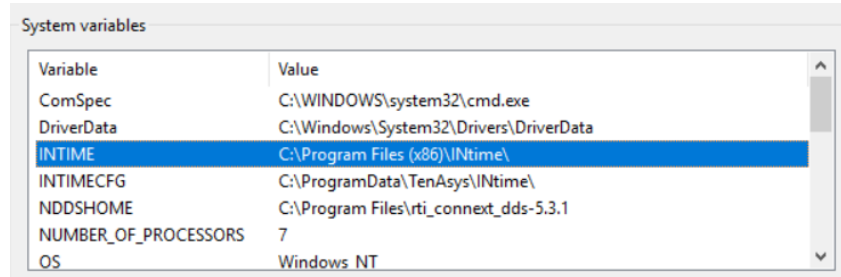 System variables
Variable Value
ComSpec C:\WINDOWS\system32\cmd.exe
DriverData C:\Windows\System32\Drivers\DriverData
INTIME C:\Program Files (x86)\INtime\
INTIMECFG C:\ProgramData\TenAsys\INtime\
NDDSHOME C:\Program Files\rti_connext_dds-5.3.1
NUMBER_OF_PROCESSORS 7
OS Windows_NT